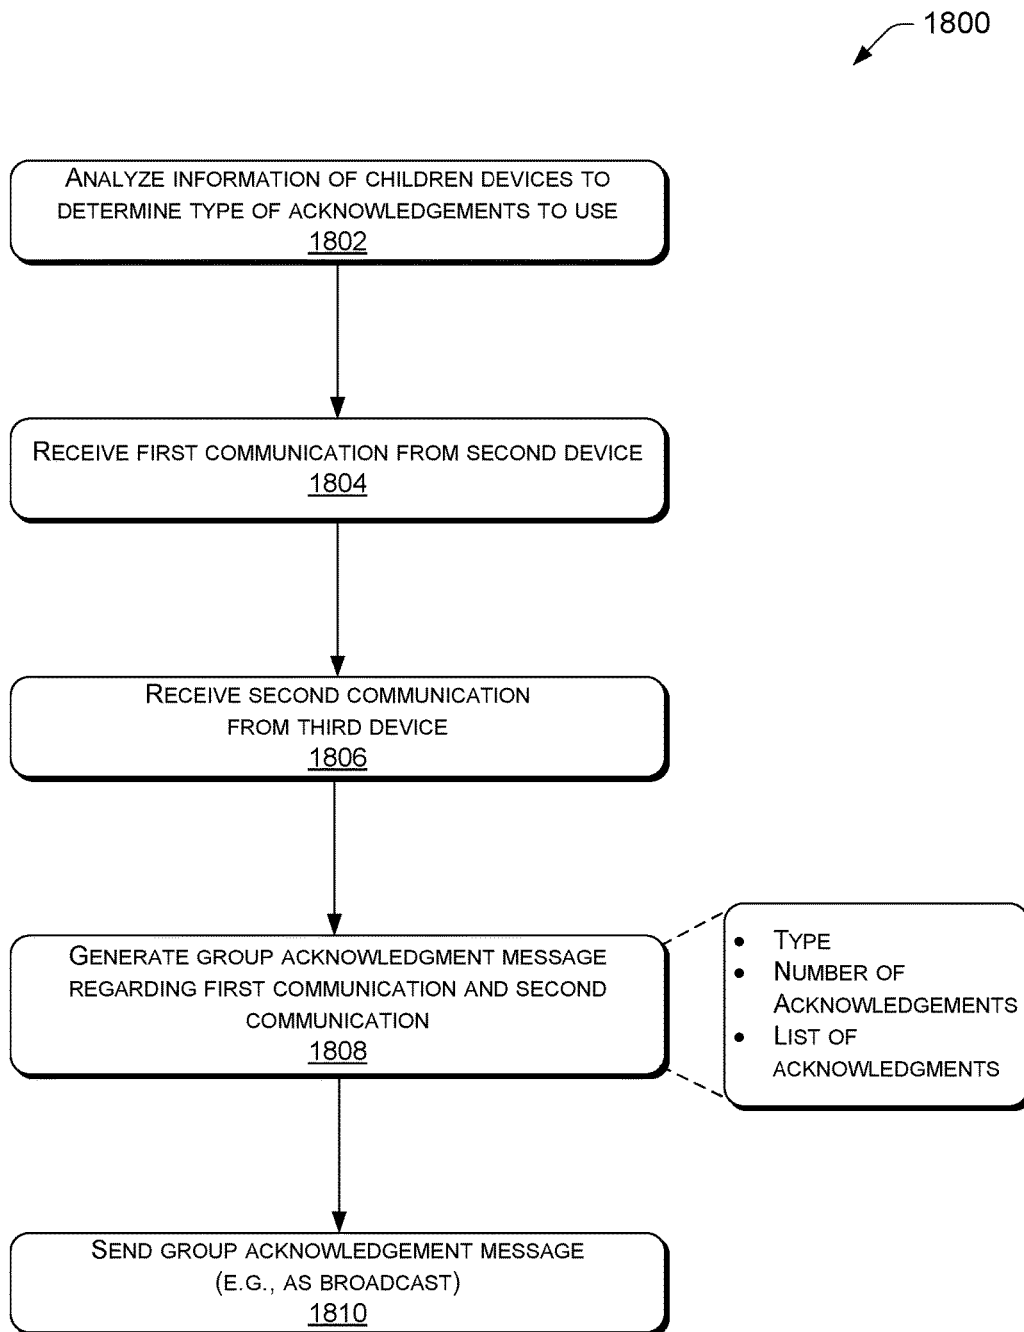 1800
ANALYZE INFORMATION OF CHILDREN DEVICES TO
DETERMINE TYPE OF ACKNOWLEDGEMENTS TO USE
1802
RECEIVE FIRST COMMUNICATION FROM SECOND DEVICE
1804
RECEIVE SECOND COMMUNICATION
FROM THIRD DEVICE
1806
GENERATE GROUP ACKNOWLEDGMENT MESSAGE
REGARDING FIRST COMMUNICATION AND SECOND
COMMUNICATION
1808
• TYPE
• NUMBER OF
ACKNOWLEDGEMENTS
• LIST OF
ACKNOWLEDGMENTS
SEND GROUP ACKNOWLEDGEMENT MESSAGE
(E.G., AS BROADCAST)
1810